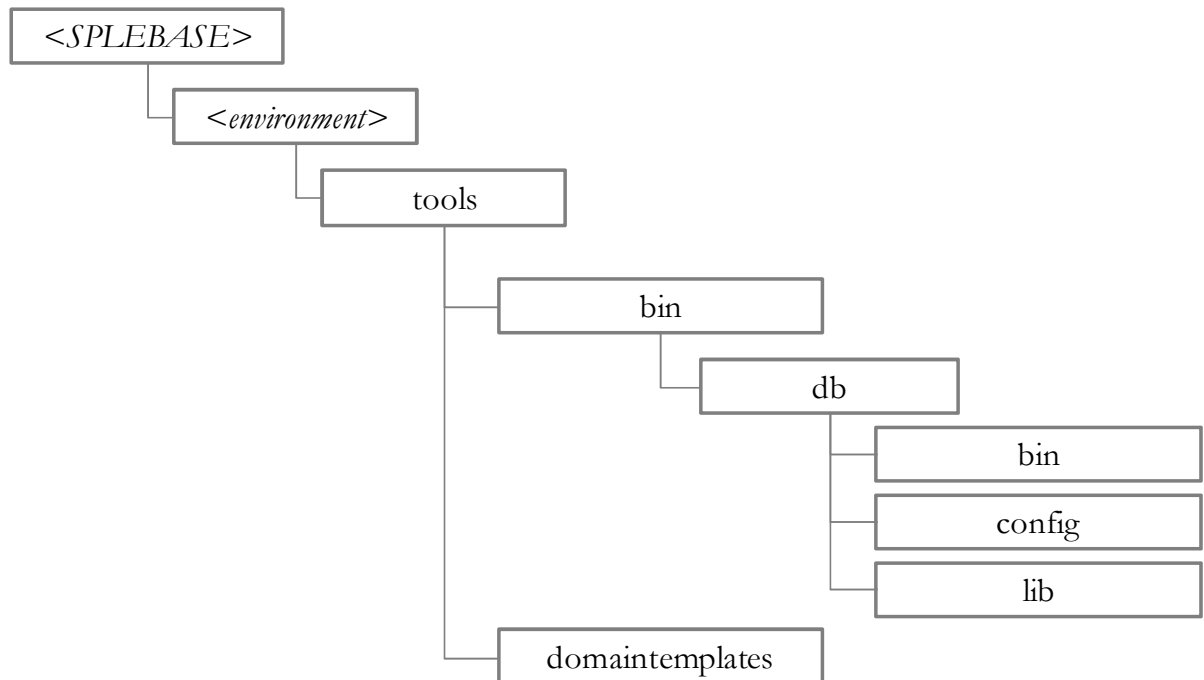 <SPLEBASE>
<environment>
tools
bin
db
bin
config
lib
domaintemplates